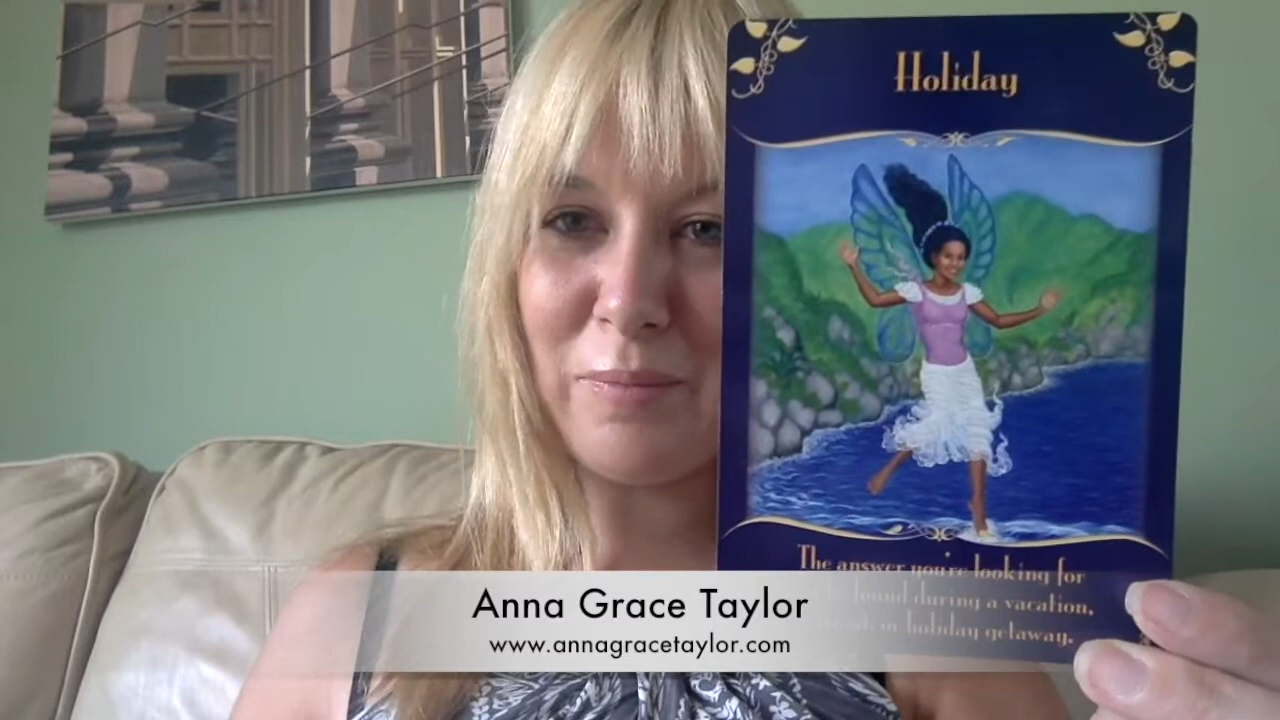 Holiday
The answer you're looking for
found during a vacation,
or holiday getaway.
Anna Grace Taylor
www.annagracetaylor.com